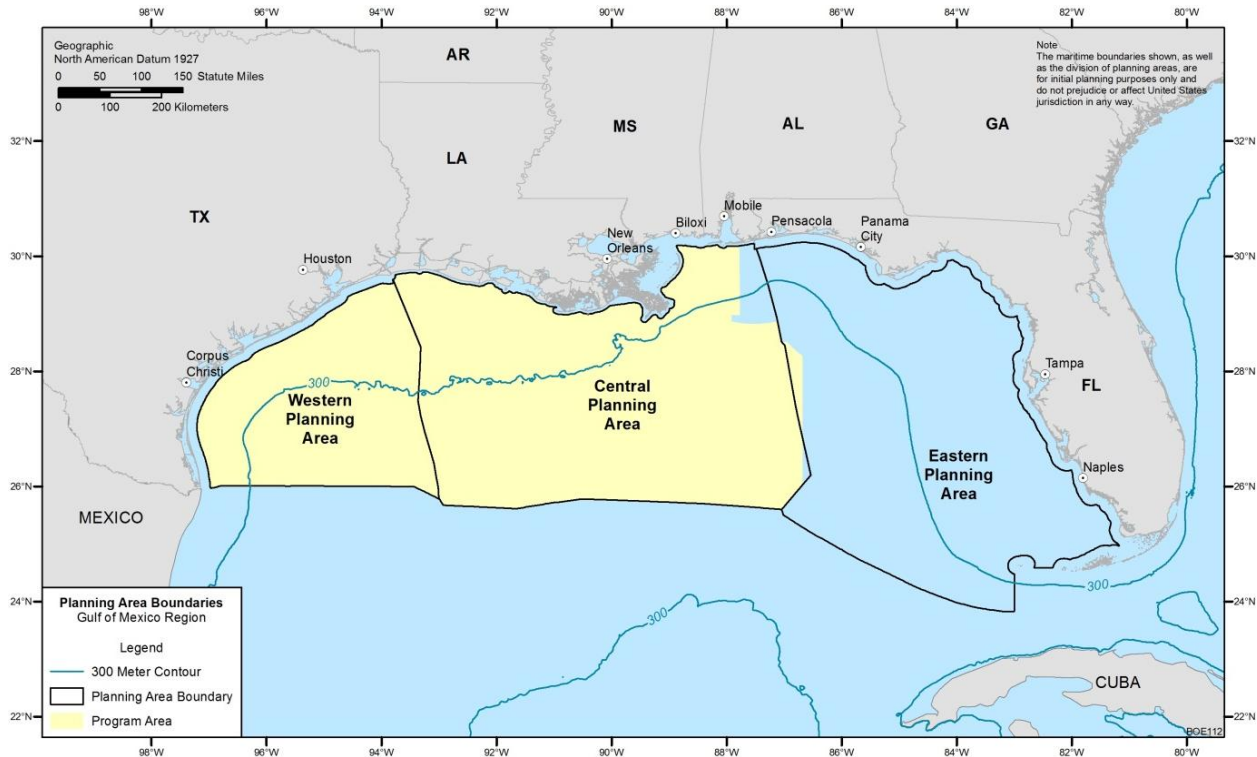 98°W 96°W 94°W 92°W 90°W 88°W 86°W 84°W 82°W 80°W
Geographic
North American Datum 1927
0 50 100 150 Statute Miles
0 100 200 Kilometers
Note
The maritime boundaries shown, as well
as the division of planning areas, are
for initial planning purposes only and
do not prejudice or affect United States
jurisdiction in any way.
AR
MS
AL
GA
32°N
32°N
LA
TX
Mobile
Biloxi
Pensacola
Panama
City
New
Orleans
30°N
30°N
Houston
Corpus
Christi
28°N
28°N
Tampa
FL
300
Western
Planning
Area
Central
Planning
Area
Eastern
Planning
Area
Naples
26°N
26°N
MEXICO
24°N
24°N
300
300
Planning Area Boundaries
Gulf of Mexico Region
Legend
300 Meter Contour
Planning Area Boundary
Program Area
CUBA
22°N
22°N
BOE112
98°W 96°W 94°W 92°W 90°W 88°W 86°W 84°W 82°W 80°W